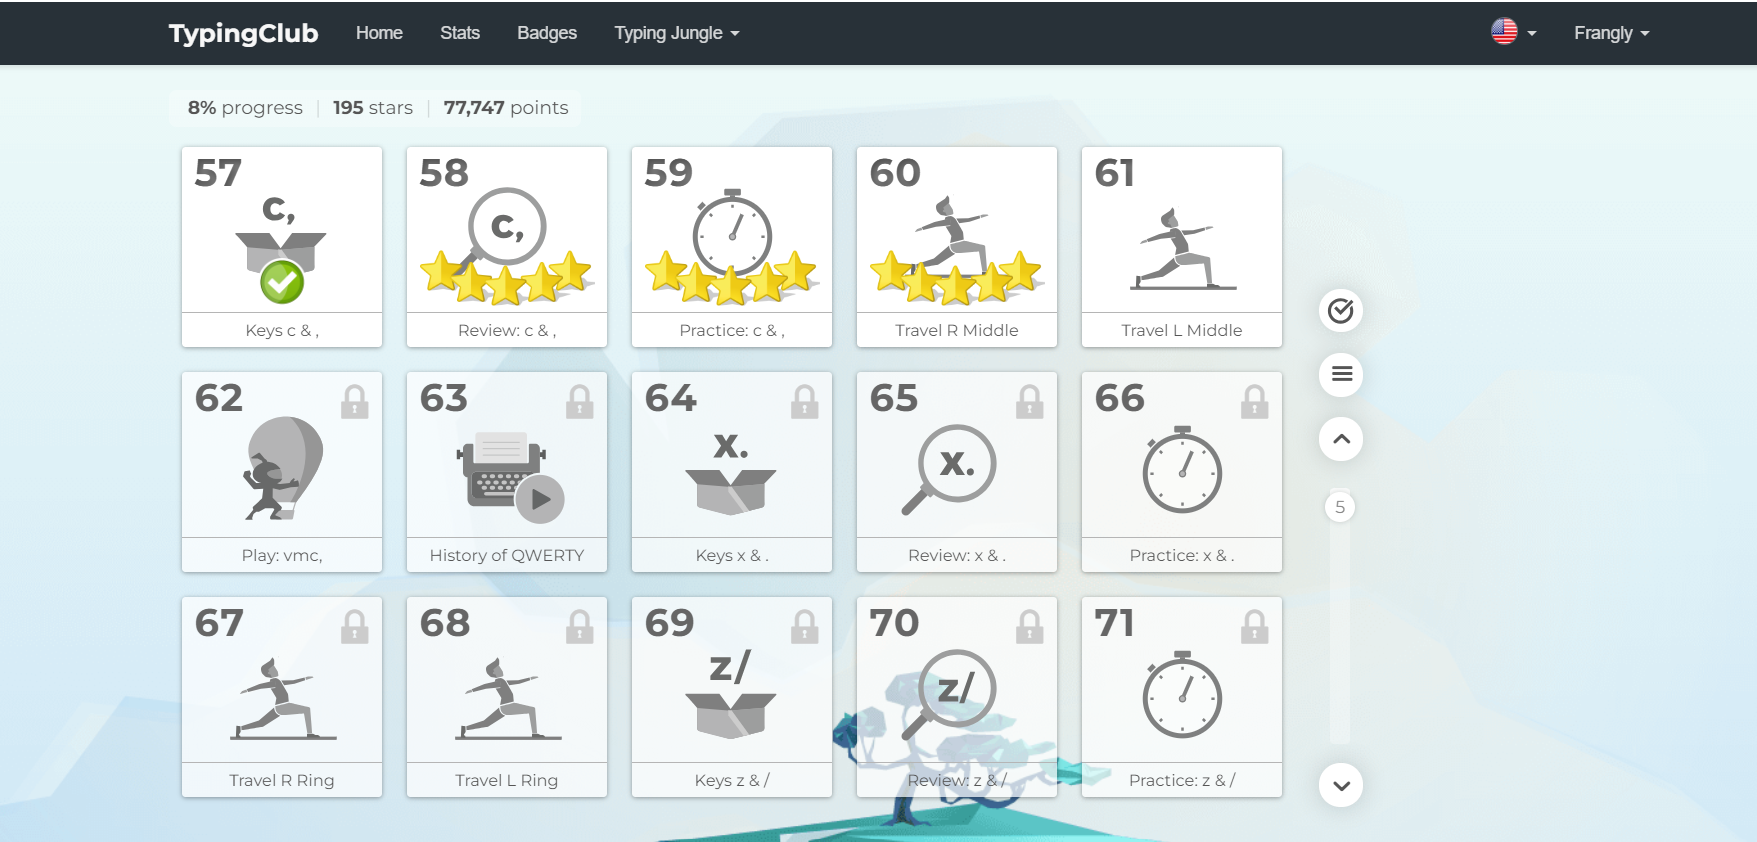 TypingClub Home Stats Badges Typing Jungle Frangly
8% progress | 195 stars | 77,747 points
57 58 59 60 61
c, c,
Keys c & , Review: c & , Practice: c & , Travel R Middle Travel L Middle
62 63 64 65 66
x. x.
5
Play: vmc, History of QWERTY Keys x & . Review: x & . Practice: x & .
67 68 69 70 71
z/ z/
Travel R Ring Travel L Ring Keys z & / Review: z & / Practice: z & /